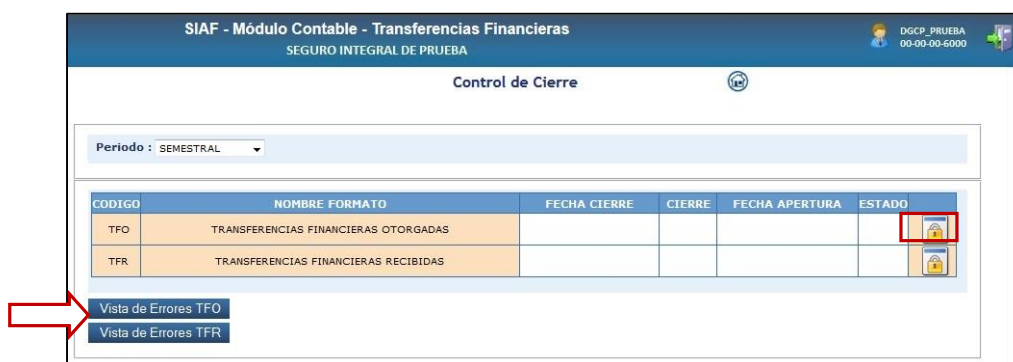 SIAF - Módulo Contable - Transferencias Financieras
SEGURO INTEGRAL DE PRUEBA
DGCP_PRUEBA
00-00-00-6000
Control de Cierre
Periodo : SEMESTRAL
CODIGO NOMBRE FORMATO FECHA CIERRE CIERRE FECHA APERTURA ESTADO
TFO TRANSFERENCIAS FINANCIERAS OTORGADAS
TFR TRANSFERENCIAS FINANCIERAS RECIBIDAS
Vista de Errores TFO
Vista de Errores TFR